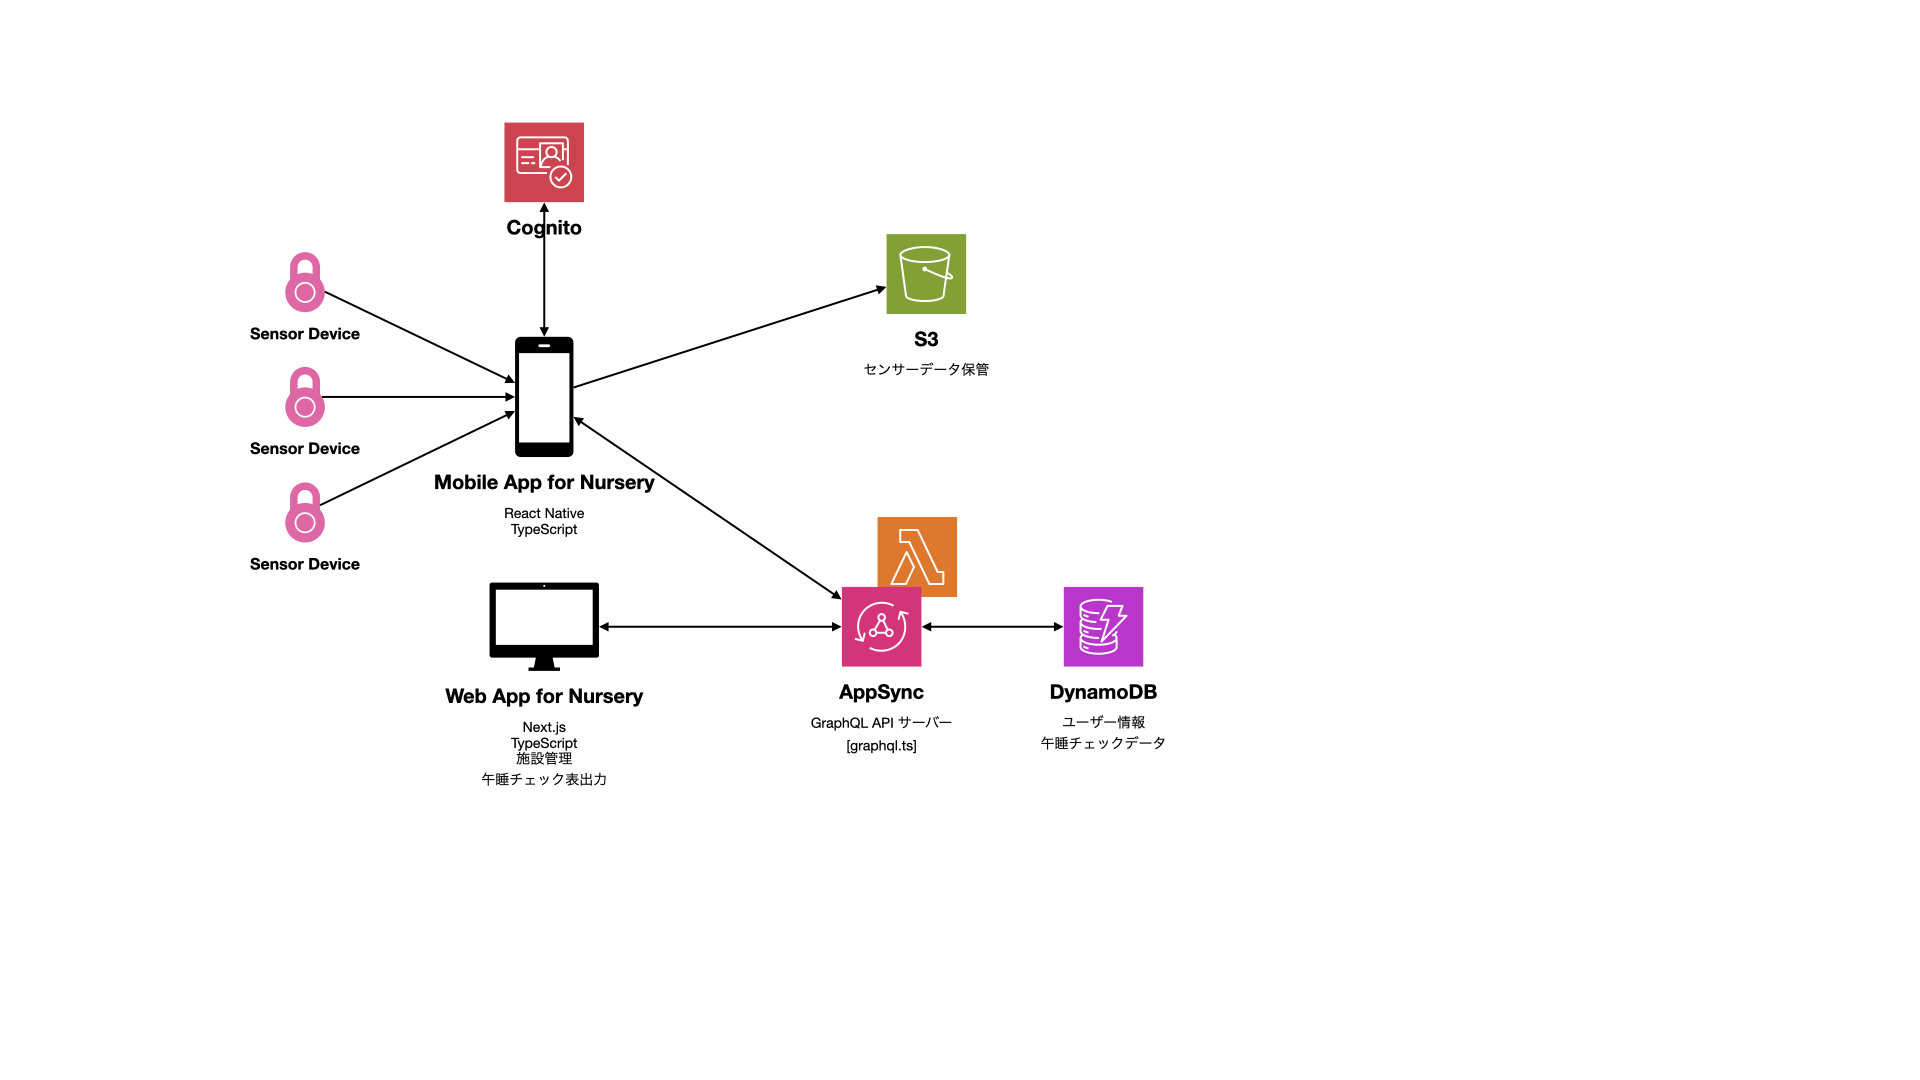 Cognito
Sensor Device
Sensor Device
Sensor Device
Mobile App for Nursery
React Native
TypeScript
S3
センサーデータ保管
Web App for Nursery
Next.js
TypeScript
施設管理
午睡チェック表出力
AppSync
GraphQL API サーバー
[graphql.ts]
DynamoDB
ユーザー情報
午睡チェックデータ